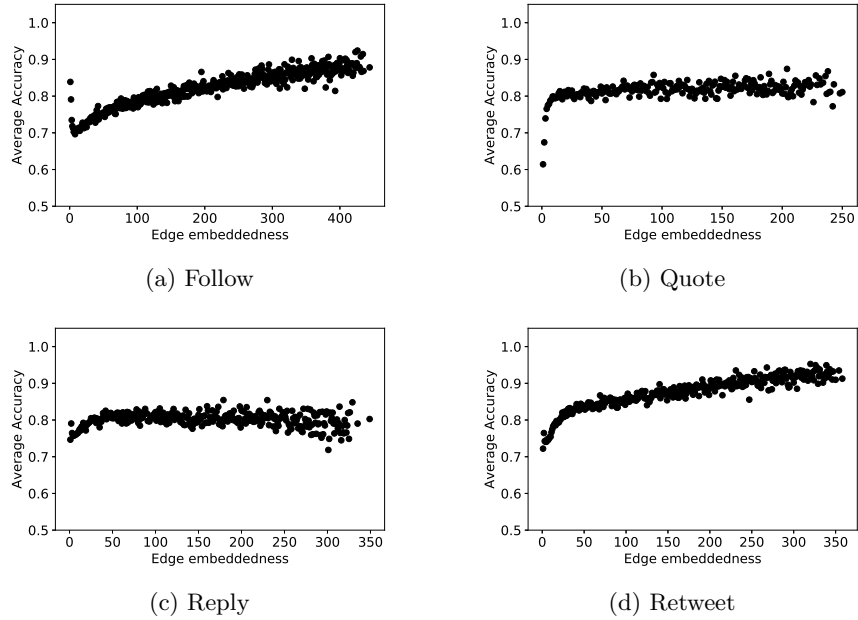 1.0
0.9
0.8
0.7
0.6
0.5
Average Accuracy
0 100 200 300 400
Edge embeddedness
(a) Follow
1.0
0.9
0.8
0.7
0.6
0.5
Average Accuracy
0 50 100 150 200 250
Edge embeddedness
(b) Quote
1.0
0.9
0.8
0.7
0.6
0.5
Average Accuracy
0 50 100 150 200 250 300 350
Edge embeddedness
(c) Reply
1.0
0.9
0.8
0.7
0.6
0.5
Average Accuracy
0 50 100 150 200 250 300 350
Edge embeddedness
(d) Retweet